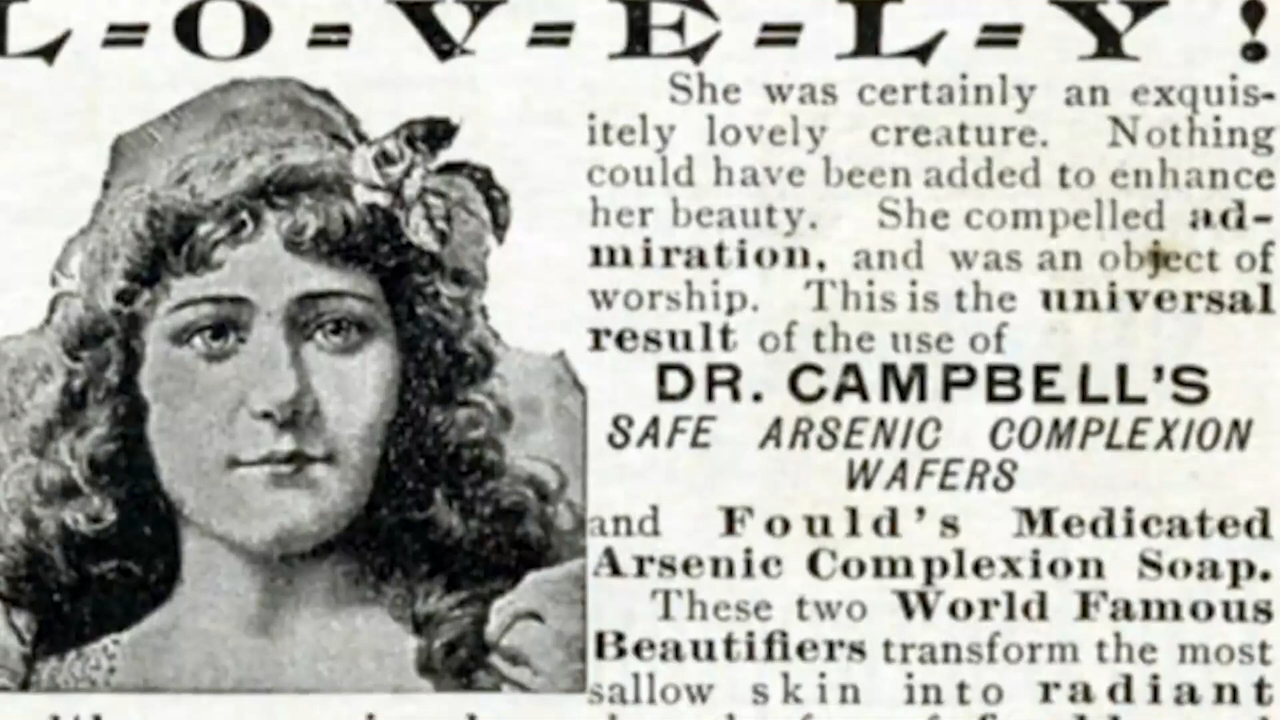 L=O=V=E=L=Y!
She was certainly an exquis-
itely lovely creature. Nothing
could have been added to enhance
her beauty. She compelled ad-
miration, and was an object of
worship. This is the universal
result of the use of
DR. CAMPBELL'S
SAFE ARSENIC COMPLEXION
WAFERS
and Fould's Medicated
Arsenic Complexion Soap.
These two World Famous
Beautifiers transform the most
sallow skin into radiant